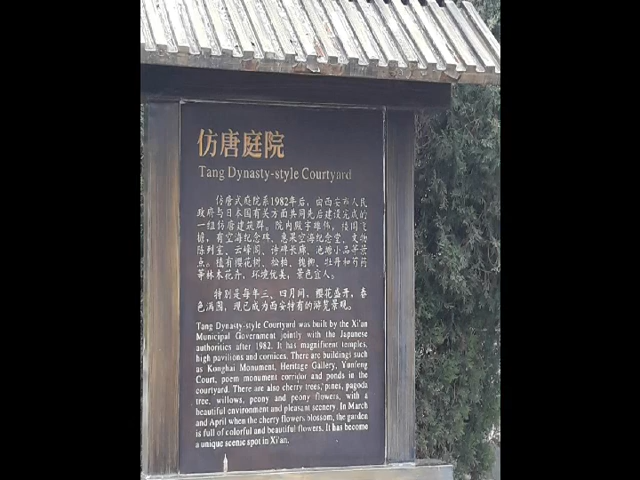 仿唐庭院
Tang Dynasty-style Courtyard
仿唐式庭院系1982年后，由西安市人民
政府与日本国有关方面共同先后建设完成的
一组仿唐建筑群。院内殿宇雄伟，楼阁飞
檐，有空海纪念碑、惠果空海纪念堂、文物
陈列室、云峰阁、诗碑长廊、池塘小品等景
点。植有樱花树、松柏、槐柳、牡丹和芍药
等林木花卉，环境优美，景色宜人。
特别是每年三、四月间，樱花盛开，春
色满园，现已成为西安特有的游览景观。
Tang Dynasty-style Courtyard was built by the Xi'an
Municipal Government jointly with the Japanese
authorities after 1982. It has magnificent temples,
high pavilions and cornices. There are buildings such
as Konghai Monument, Heritage Gallery, Yunfeng
Court, poem monument corridor and ponds in the
courtyard. There are also cherry trees, pines, pagoda
tree, willows, peony and peony flowers, with a
beautiful environment and pleasant scenery. In March
and April when the cherry flowers blossom, the garden
is full of colorful and beautiful flowers. It has become
a unique scenic spot in Xi'an.